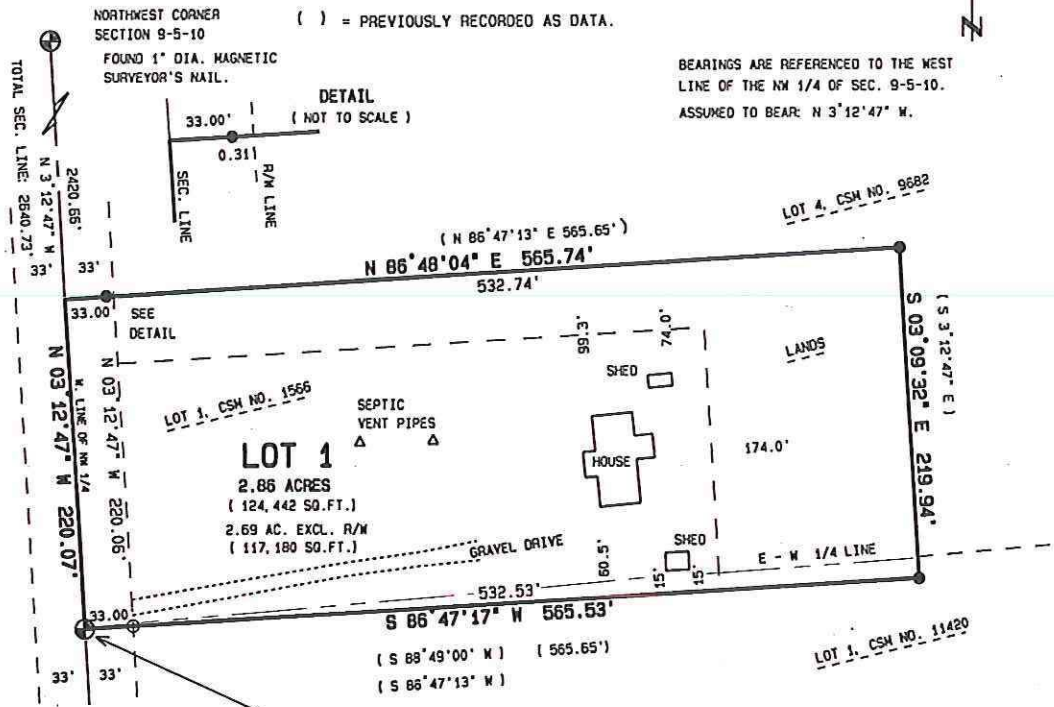 NORTHWEST CORNER
SECTION 9-5-10
FOUND 1" DIA. MAGNETIC
SURVEYOR'S NAIL.
( ) = PREVIOUSLY RECORDED AS DATA.
N
BEARINGS ARE REFERENCED TO THE WEST
LINE OF THE NW 1/4 OF SEC. 9-5-10.
ASSUMED TO BEAR: N 3°12'47" W.
DETAIL
( NOT TO SCALE )
33.00'
0.31
SEC. LINE
R/W LINE
TOTAL SEC. LINE: 2640.73'
N 3°12'47" W
2420.66'
33' 33'
LOT 4, CSM NO. 9682
( N 86°47'13" E 565.65')
N 86°48'04" E 565.74'
532.74'
33.00
SEE
DETAIL
N 03°12'47" W 220.07'
W. LINE OF NW 1/4
N 03°12'47" W 220.06'
( S 3°12'47" E )
S 03°09'32" E 219.94'
99.3'
74.0'
LANDS
SHED
LOT 1, CSM NO. 1566
SEPTIC
VENT PIPES
HOUSE
174.0'
LOT 1
2.86 ACRES
( 124,442 SQ.FT.)
2.69 AC. EXCL. R/W
( 117,180 SQ.FT.)
GRAVEL DRIVE
60.5'
SHED
15'
15'
E - W 1/4 LINE
33.00
532.53'
S 86°47'17" W 565.53'
( S 88°49'00" W ) ( 565.65')
( S 86°47'13" W )
LOT 1, CSM NO. 11420
33' 33'